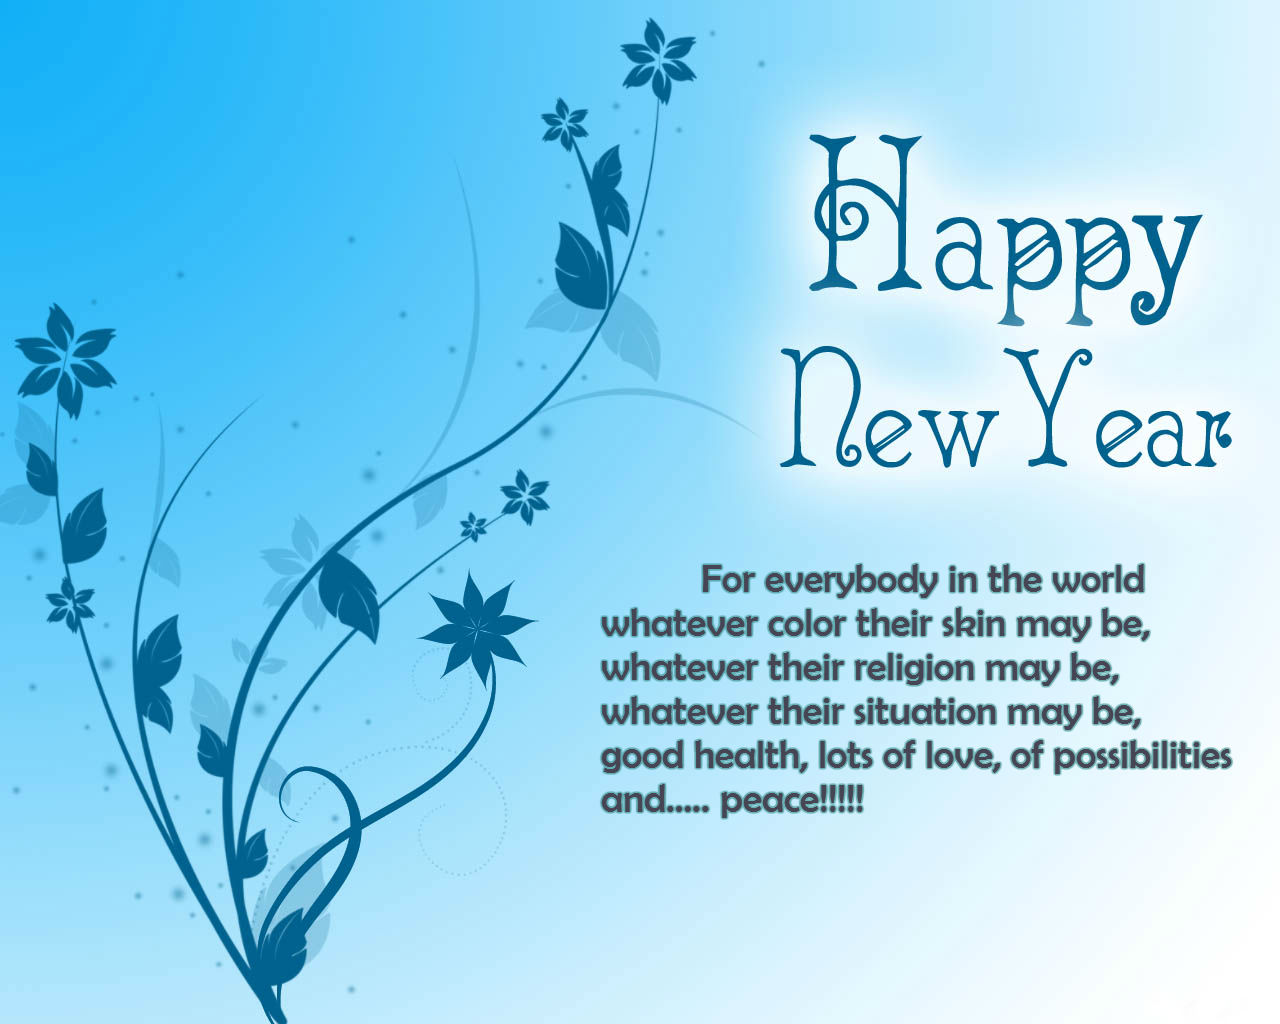 Happy
New Year
For everybody in the world
whatever color their skin may be,
whatever their religion may be,
whatever their situation may be,
good health, lots of love, of possibilities
and..... peace!!!!!